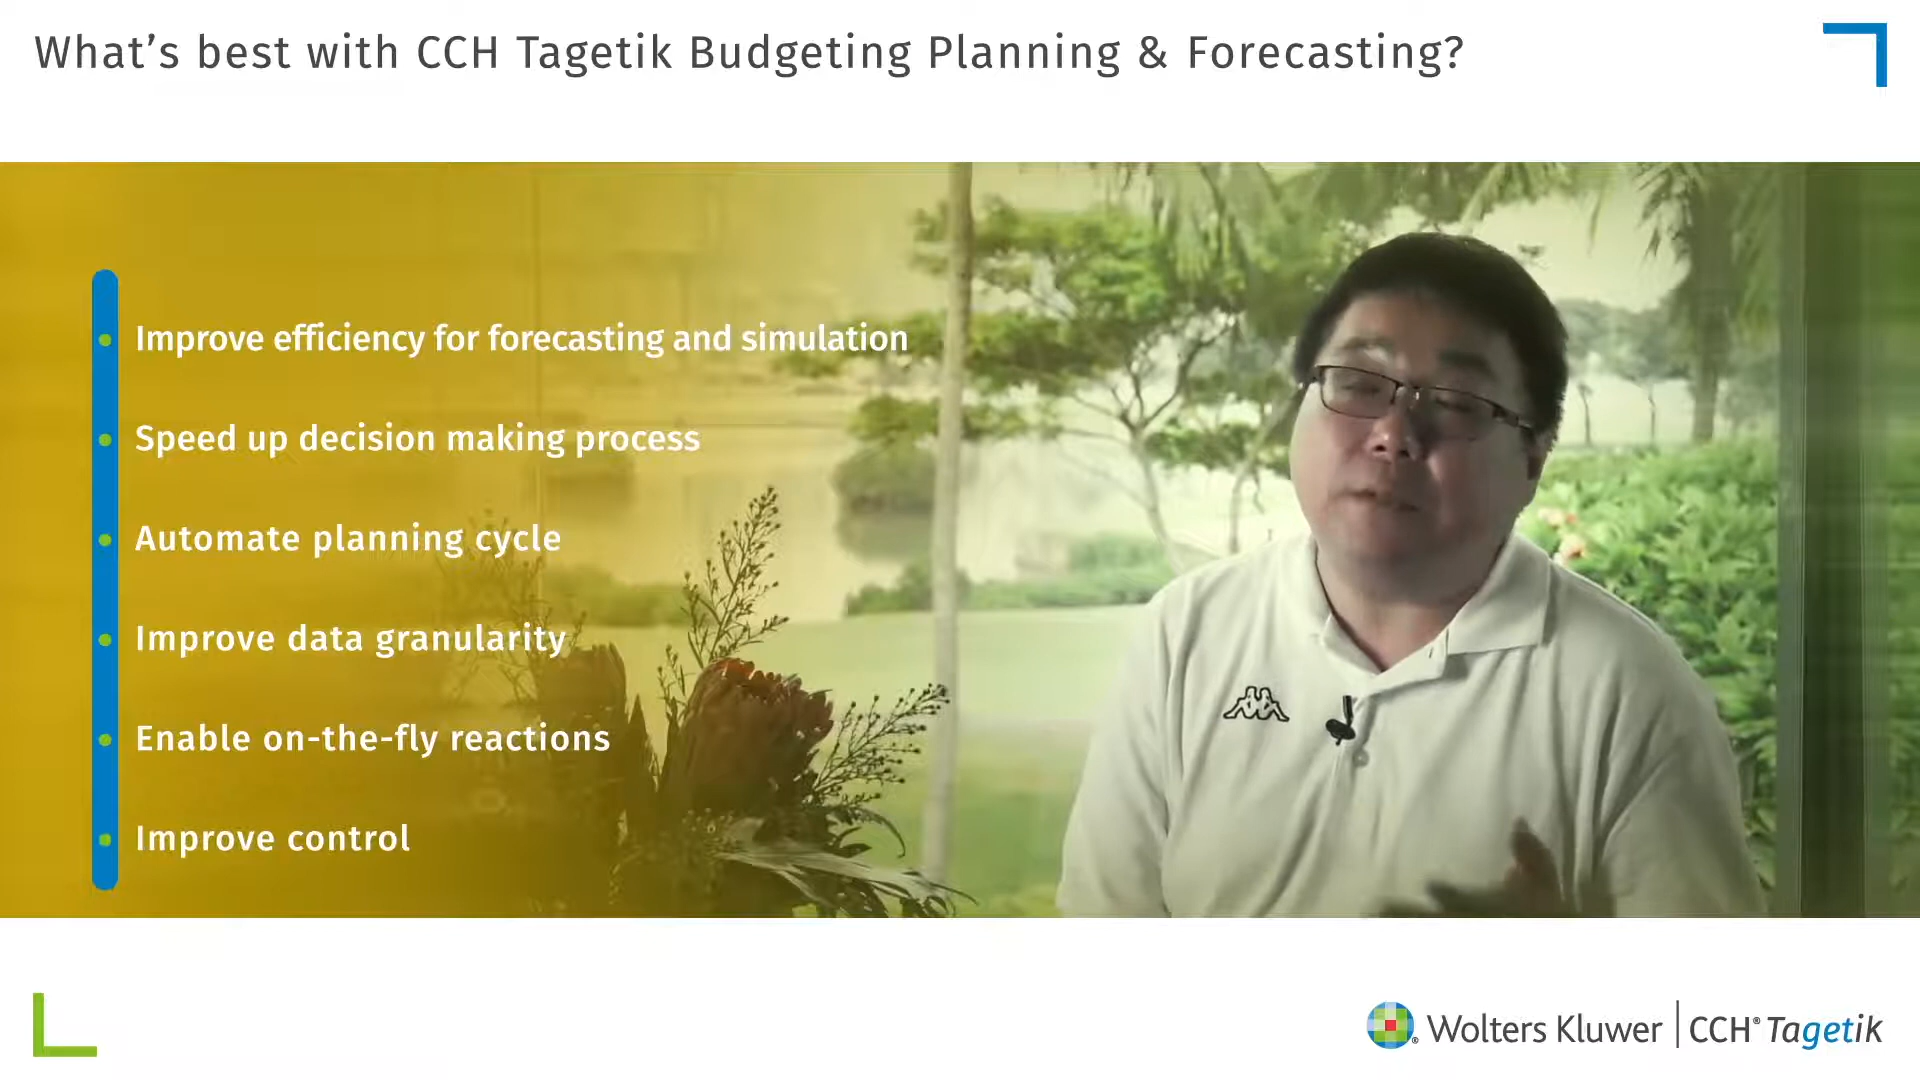 What's best with CCH Tagetik Budgeting Planning & Forecasting?
Improve efficiency for forecasting and simulation
Speed up decision making process
Automate planning cycle
Improve data granularity
Enable on-the-fly reactions
Improve control
Wolters Kluwer | CCH® Tagetik